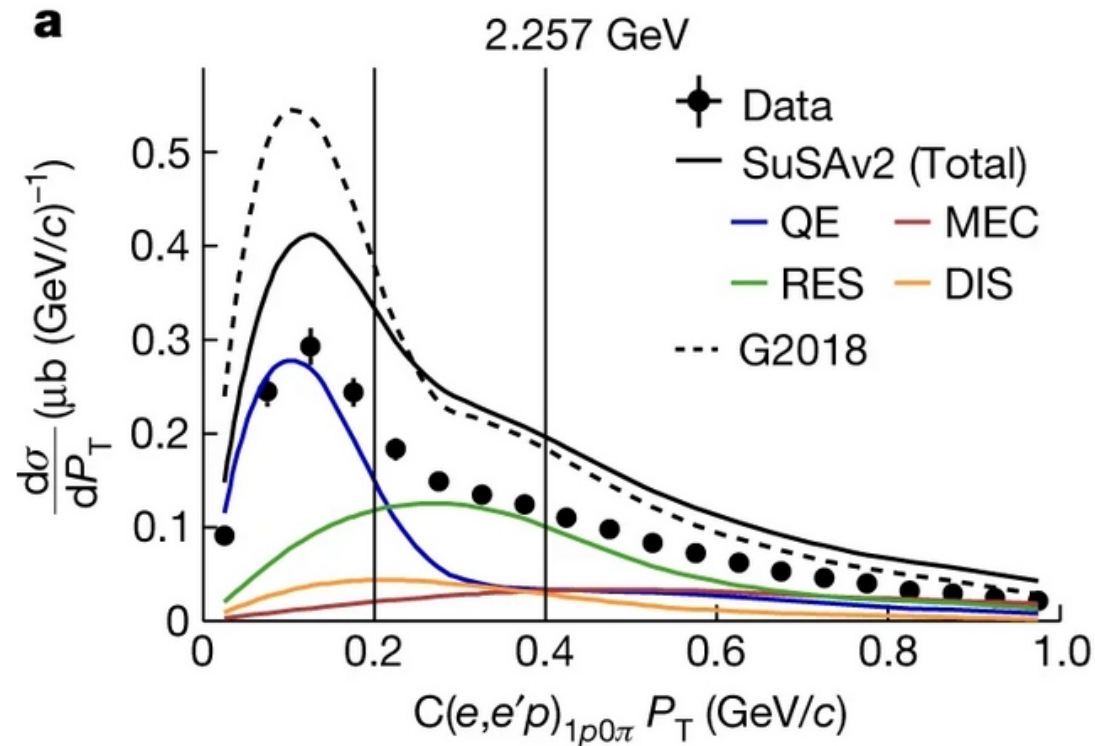 a
2.257 GeV
Data
SuSAv2 (Total)
QE MEC
RES DIS
G2018
dσ/dP_T (μb (GeV/c)⁻¹)
0.5
0.4
0.3
0.2
0.1
0
0 0.2 0.4 0.6 0.8 1.0
C(e,e′p)₁p₀π P_T (GeV/c)